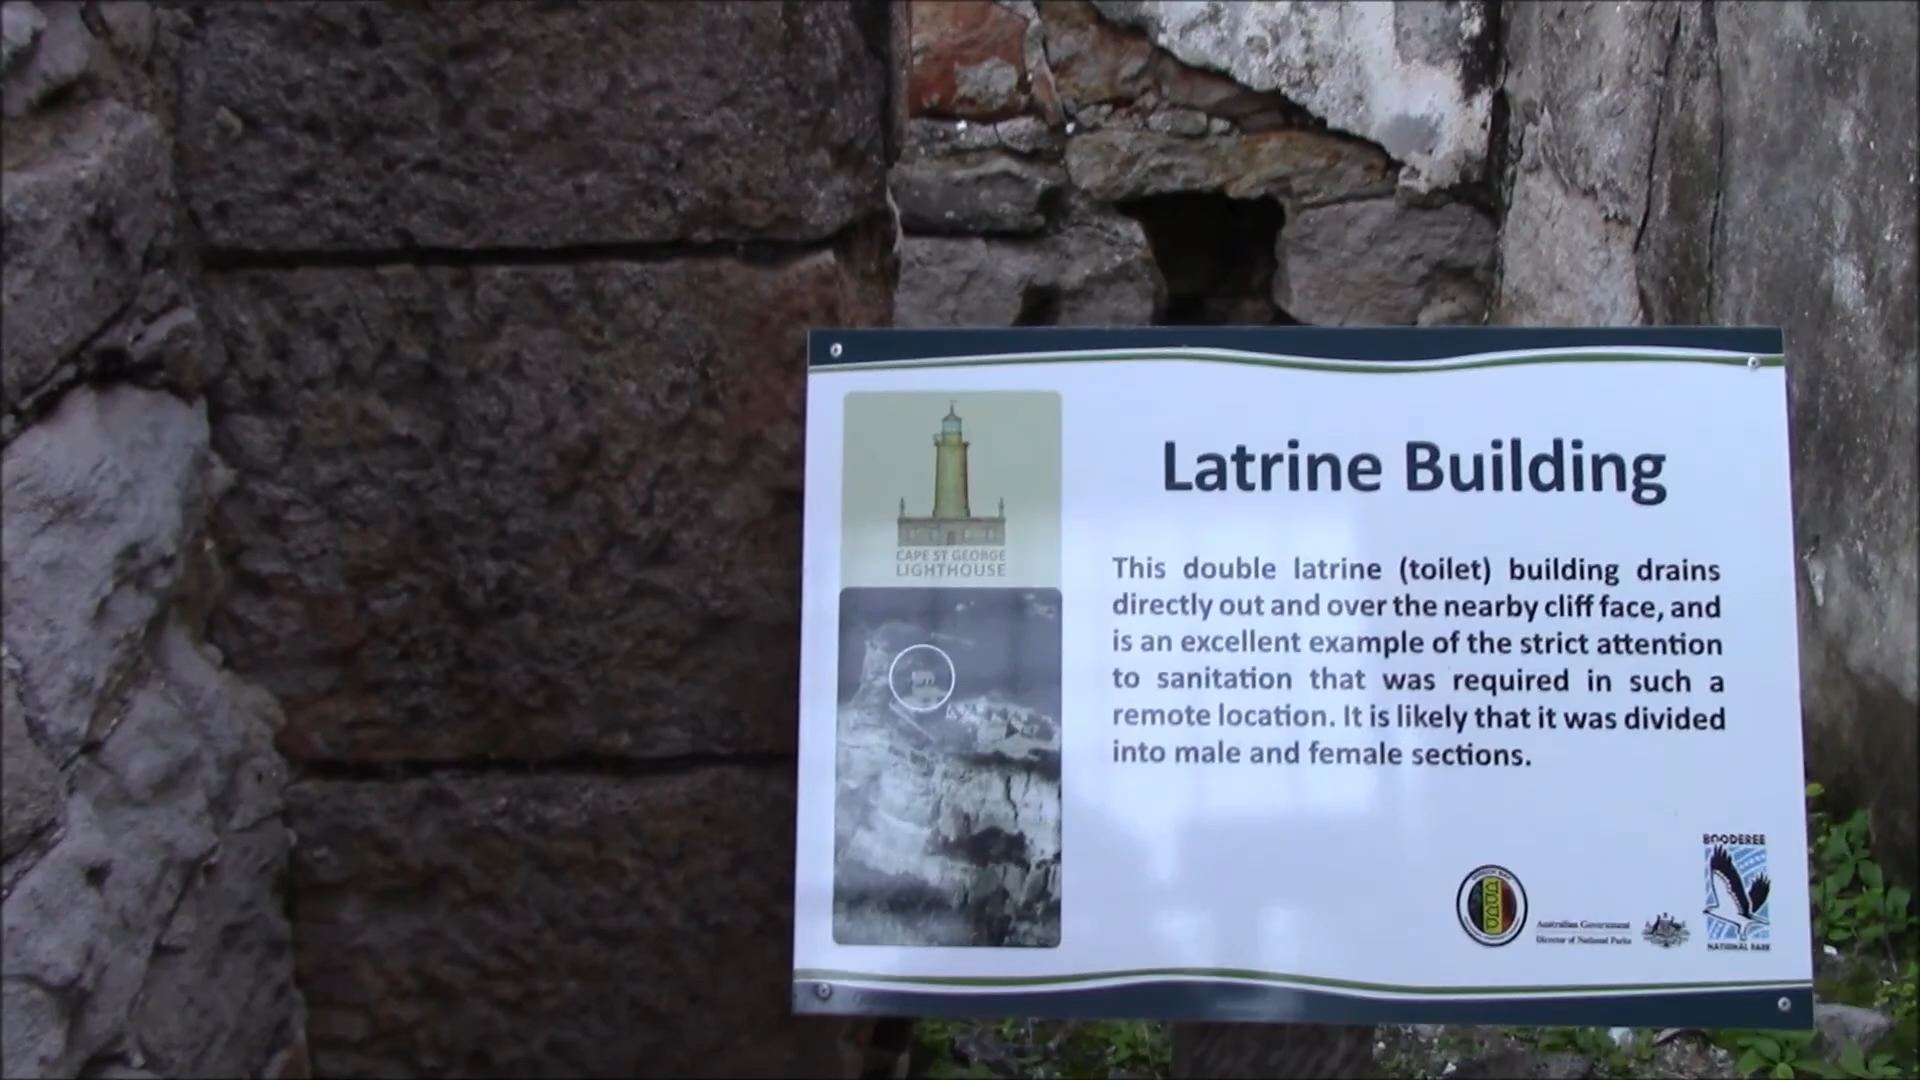 CAPE ST GEORGE
LIGHTHOUSE
Latrine Building
This double latrine (toilet) building drains
directly out and over the nearby cliff face, and
is an excellent example of the strict attention
to sanitation that was required in such a
remote location. It is likely that it was divided
into male and female sections.
Australian Government
Director of National Parks
BOODEREE
NATIONAL PARK